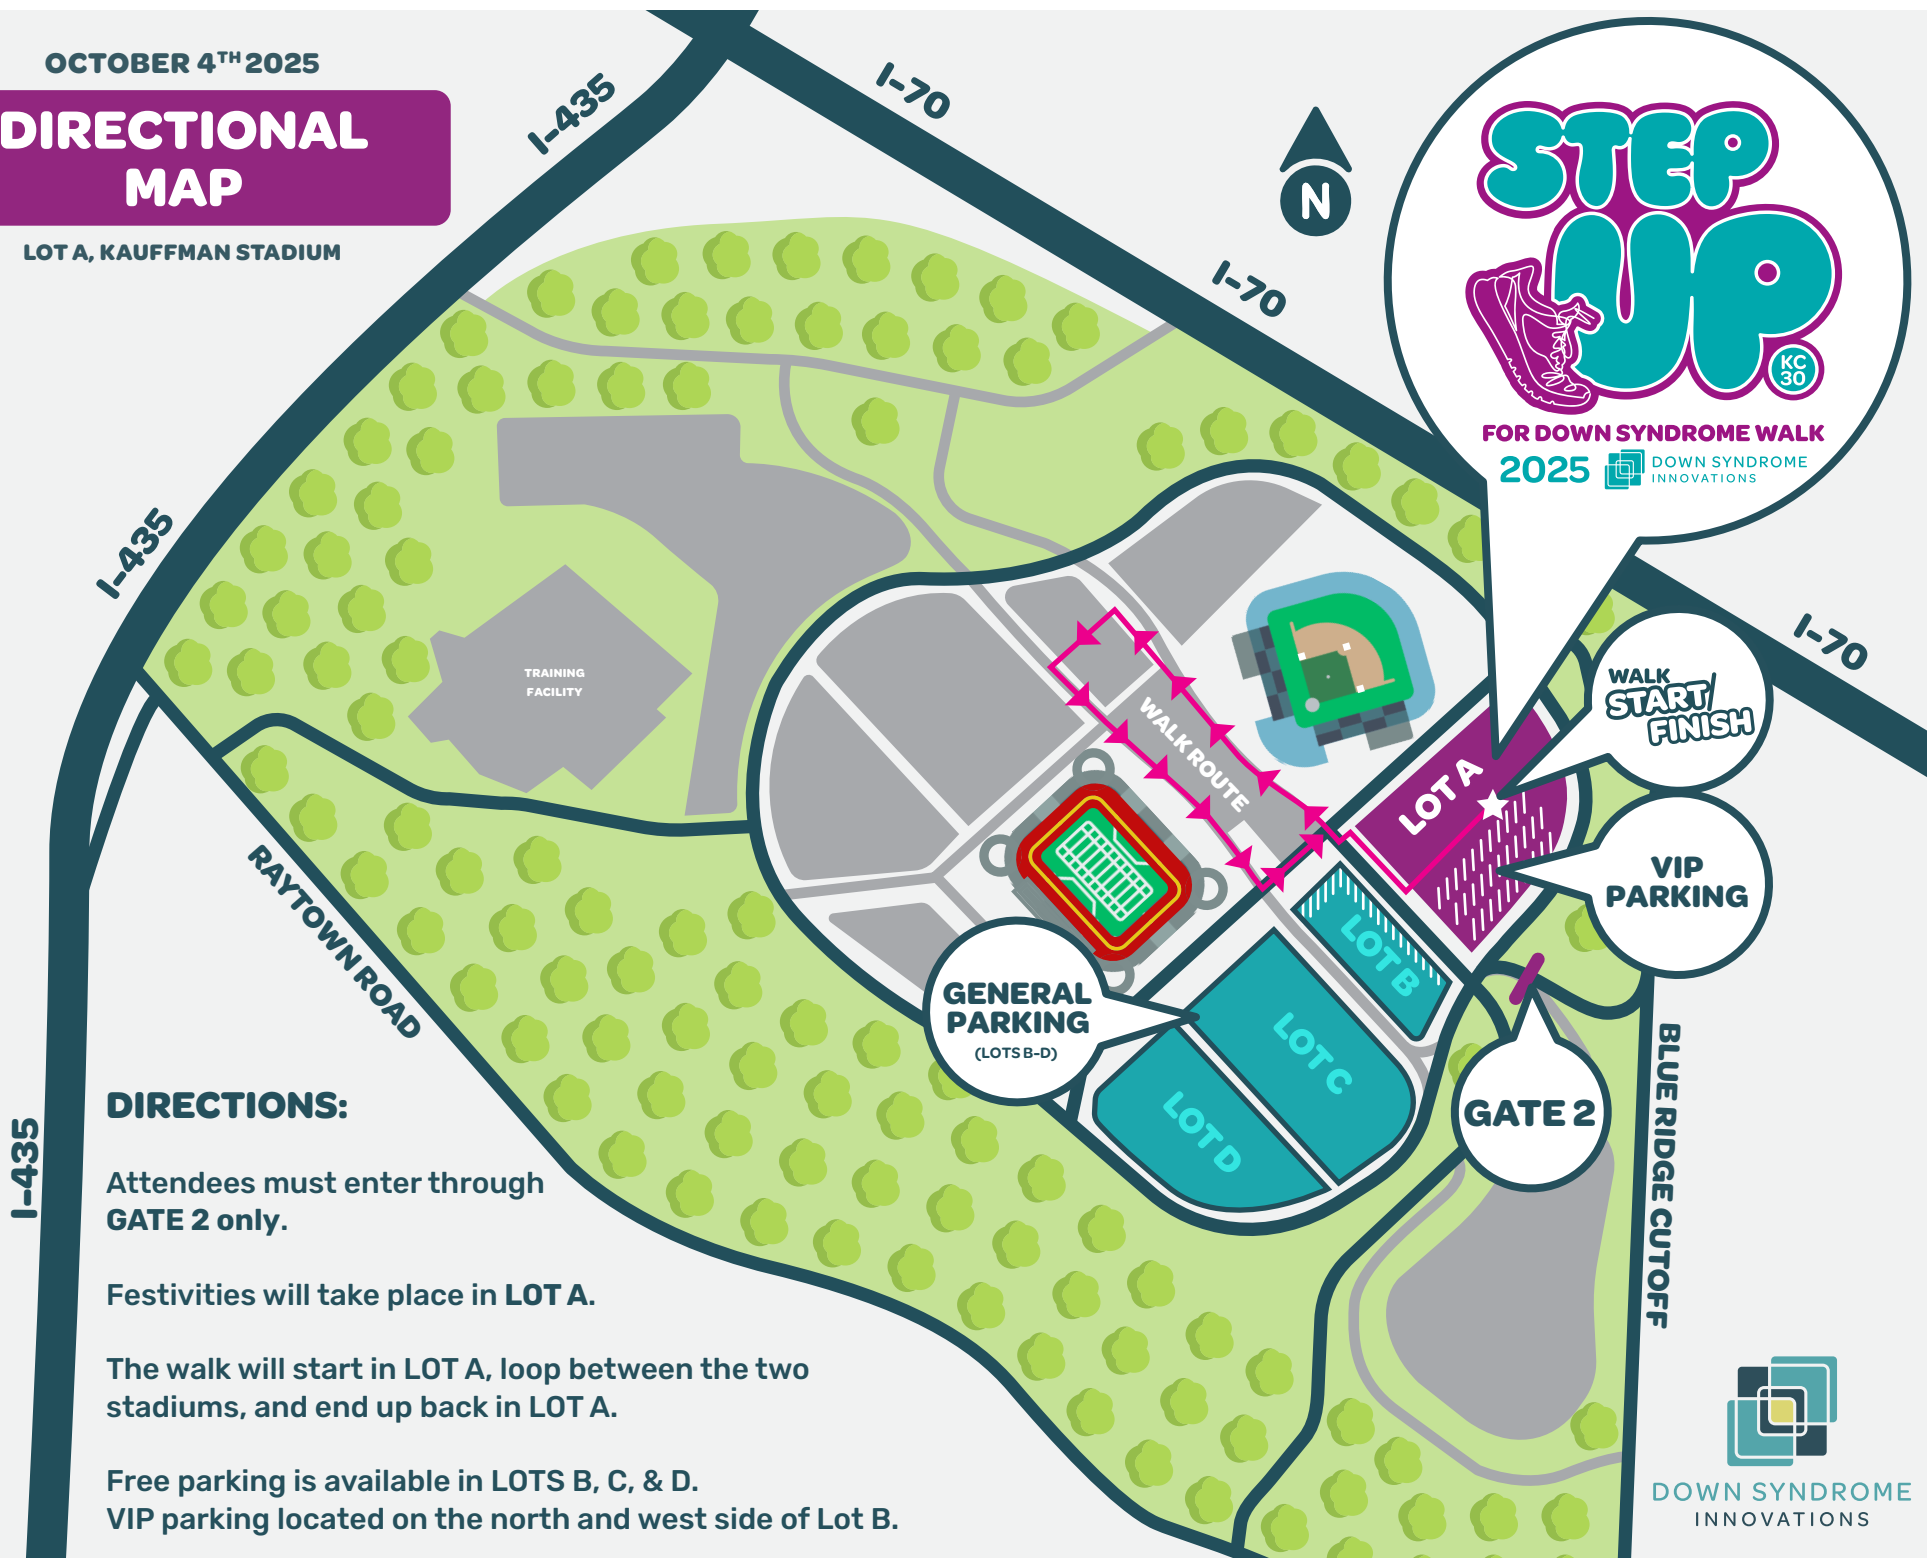 OCTOBER 4TH 2025
DIRECTIONAL
MAP
LOT A, KAUFFMAN STADIUM
I-435
I-70
N
I-70
STEP
UP
KC
30
FOR DOWN SYNDROME WALK
2025
DOWN SYNDROME
INNOVATIONS
I-435
I-70
WALK
START/
FINISH
TRAINING
FACILITY
WALK ROUTE
LOT A
VIP
PARKING
RAYTOWN ROAD
LOT B
GENERAL
PARKING
(LOTS B-D)
LOT C
LOT D
GATE 2
BLUE RIDGE CUTOFF
I-435
DIRECTIONS:
Attendees must enter through
GATE 2 only.
Festivities will take place in LOT A.
The walk will start in LOT A, loop between the two
stadiums, and end up back in LOT A.
Free parking is available in LOTS B, C, & D.
VIP parking located on the north and west side of Lot B.
DOWN SYNDROME
INNOVATIONS